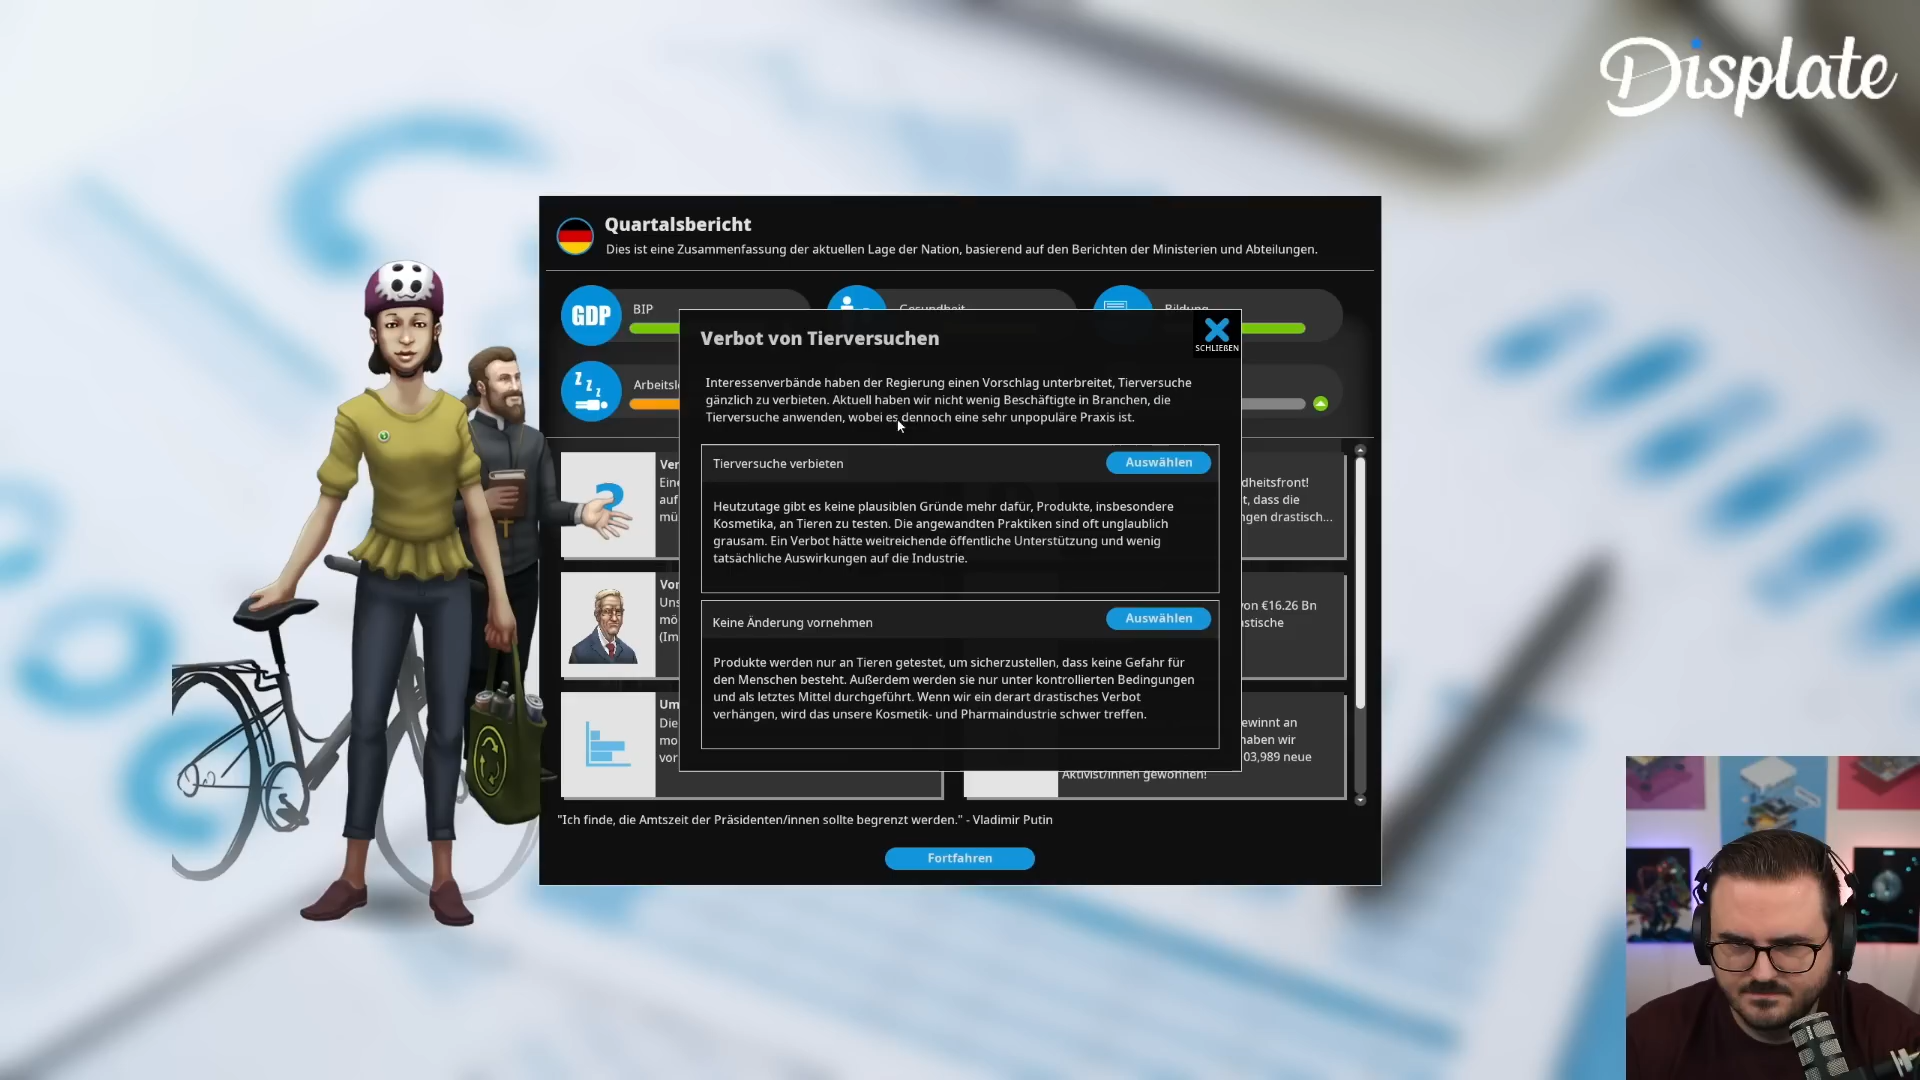 Displate
Quartalsbericht
Dies ist eine Zusammenfassung der aktuellen Lage der Nation, basierend auf den Berichten der Ministerien und Abteilungen.
GDP
BIP
Gesundheit
Bildung
Verbot von Tierversuchen
SCHLIEẞEN
Interessenverbände haben der Regierung einen Vorschlag unterbreitet, Tierversuche
gänzlich zu verbieten. Aktuell haben wir nicht wenig Beschäftigte in Branchen, die
Tierversuche anwenden, wobei es dennoch eine sehr unpopuläre Praxis ist.
Tierversuche verbieten
Auswählen
Heutzutage gibt es keine plausiblen Gründe mehr dafür, Produkte, insbesondere
Kosmetika, an Tieren zu testen. Die angewandten Praktiken sind oft unglaublich
grausam. Ein Verbot hätte weitreichende öffentliche Unterstützung und wenig
tatsächliche Auswirkungen auf die Industrie.
Keine Änderung vornehmen
Auswählen
Produkte werden nur an Tieren getestet, um sicherzustellen, dass keine Gefahr für
den Menschen besteht. Außerdem werden sie nur unter kontrollierten Bedingungen
und als letztes Mittel durchgeführt. Wenn wir ein derart drastisches Verbot
verhängen, wird das unsere Kosmetik- und Pharmaindustrie schwer treffen.
dheitsfront!
t, dass die
ngen drastisch...
von €16.26 Bn
astische
ewinnt an
haben wir
03,989 neue
Aktivist/innen gewonnen!
"Ich finde, die Amtszeit der Präsidenten/innen sollte begrenzt werden." - Vladimir Putin
Fortfahren